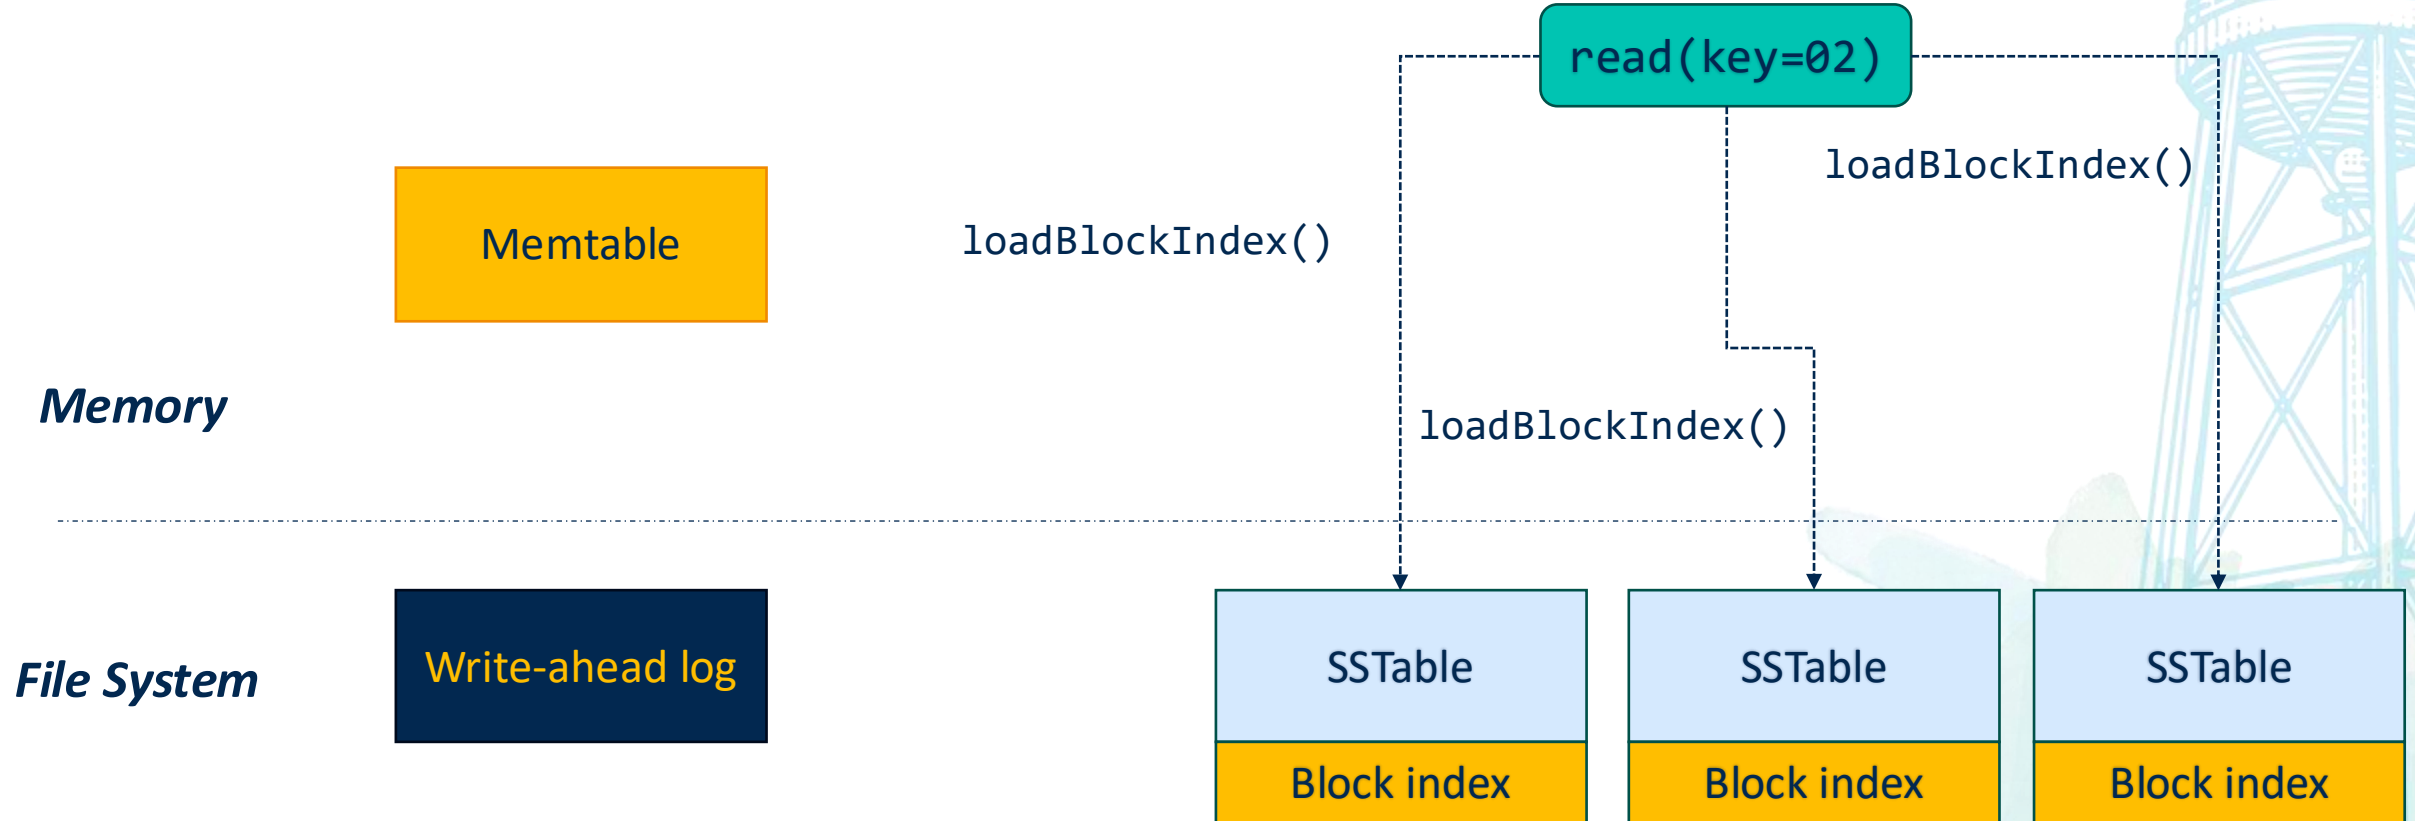 read(key=02)
loadBlockIndex()
Memtable
loadBlockIndex()
Memory
loadBlockIndex()
File System
Write-ahead log
SSTable
SSTable
SSTable
Block index
Block index
Block index